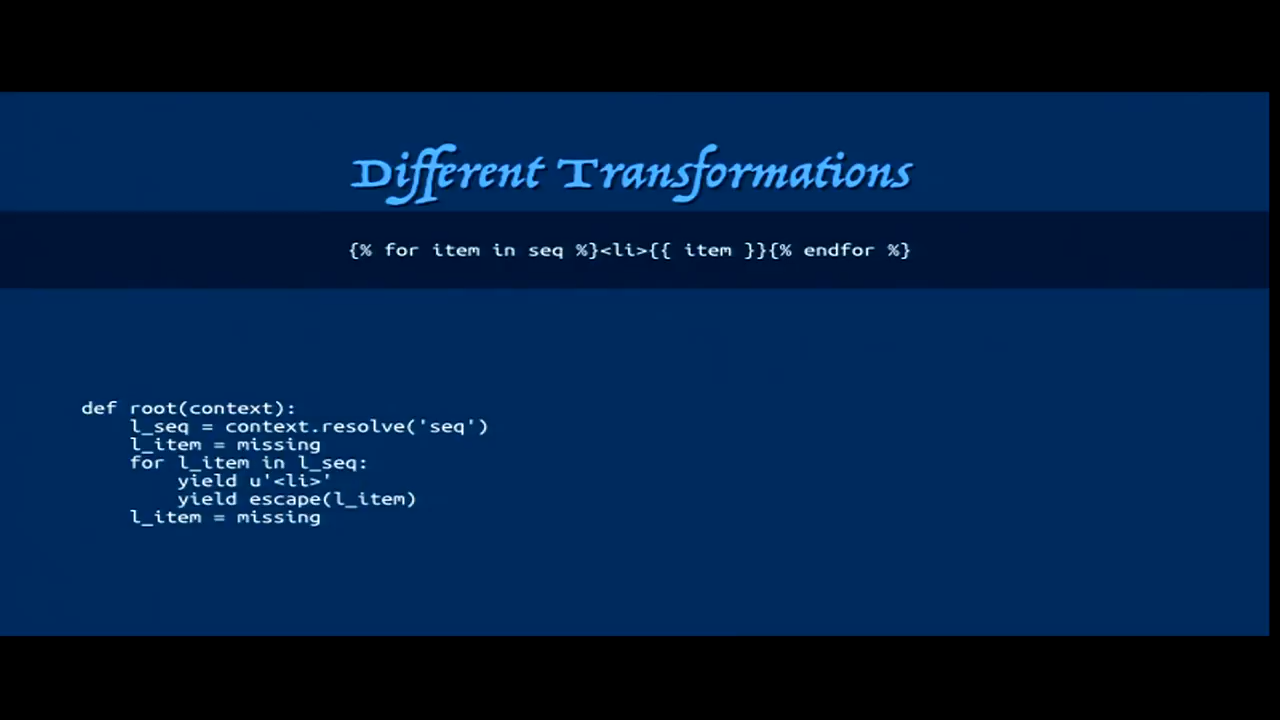 Different Transformations
{% for item in seq %}<li>{{ item }}{% endfor %}
def root(context):
    l_seq = context.resolve('seq')
    l_item = missing
    for l_item in l_seq:
        yield u'<li>'
        yield escape(l_item)
    l_item = missing